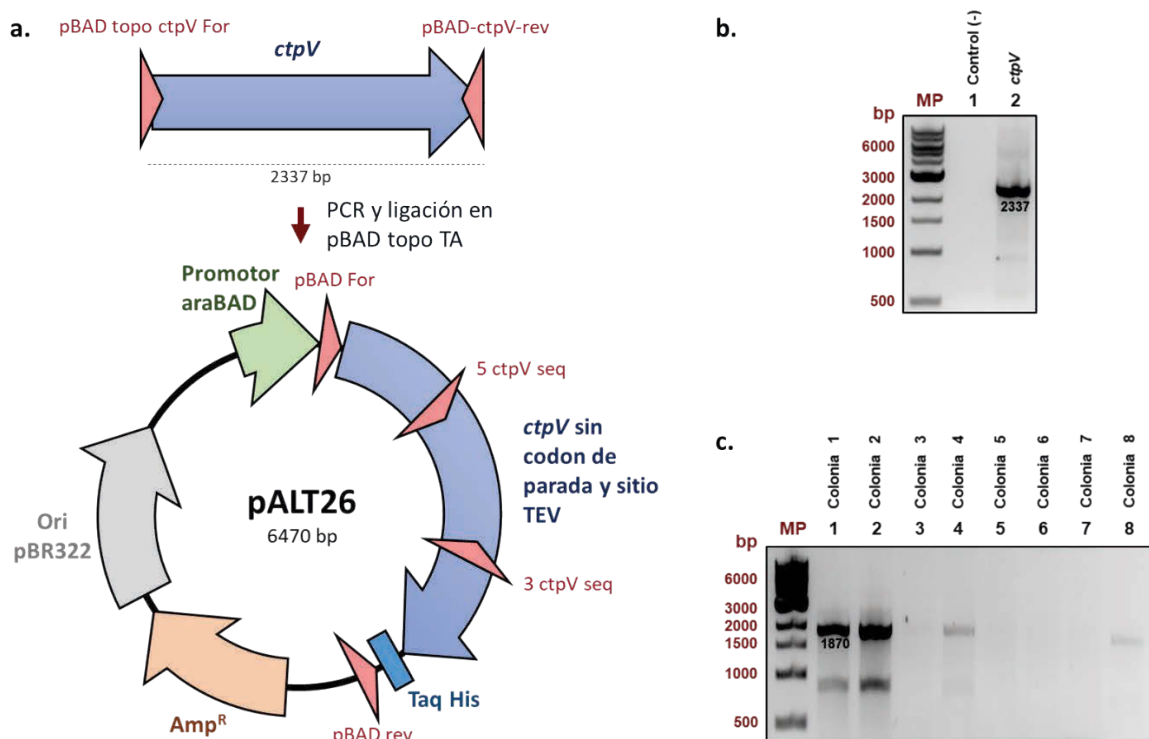 a.
pBAD topo ctpV For
pBAD-ctpV-rev
ctpV
2337 bp
PCR y ligación en
pBAD topo TA
Promotor
araBAD
pBAD For
5 ctpV seq
ctpV sin
codon de
parada y sitio
TEV
pALT26
6470 bp
Ori
pBR322
3 ctpV seq
Taq His
AmpR
pBAD rev
b.
Control (-)
ctpV
MP
1
2
bp
6000
3000
2000
1500
1000
500
2337
c.
Colonia 1
Colonia 2
Colonia 3
Colonia 4
Colonia 5
Colonia 6
Colonia 7
Colonia 8
MP
1
2
3
4
5
6
7
8
bp
6000
3000
2000
1500
1000
500
1870